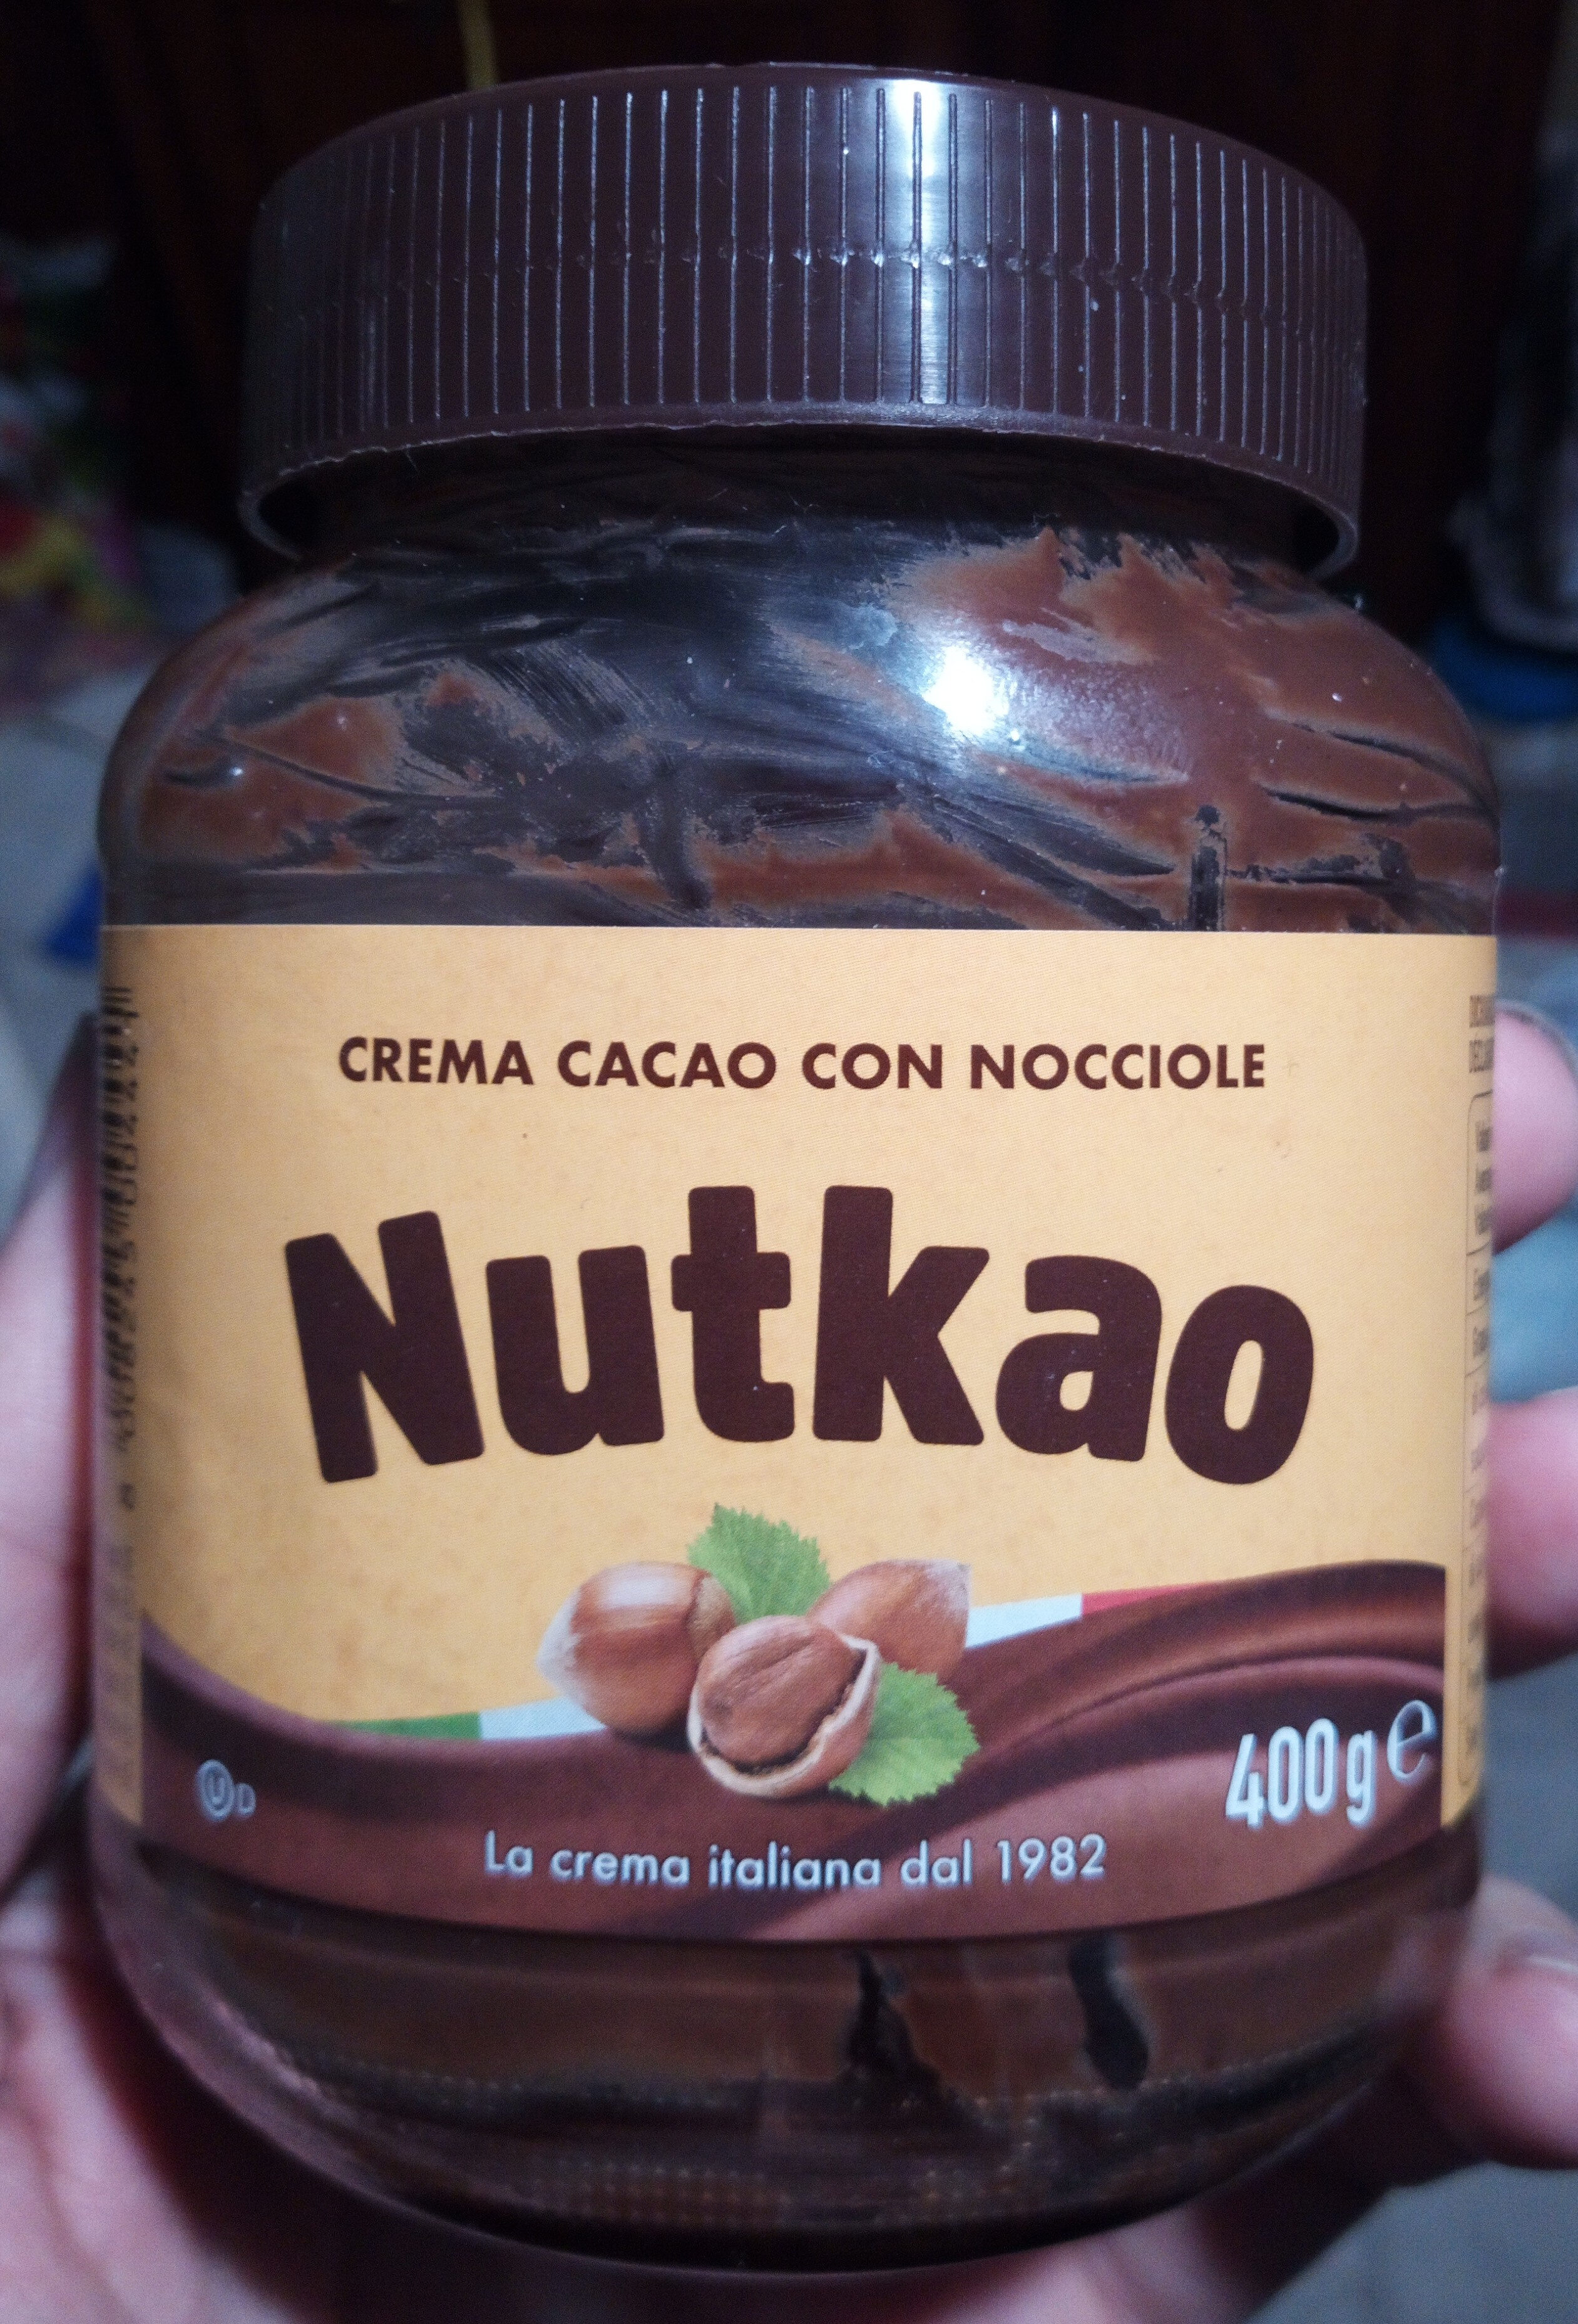 CREMA CACAO CON NOCCIOLE
Nutkao
400g e
U D
La crema italiana dal 1982